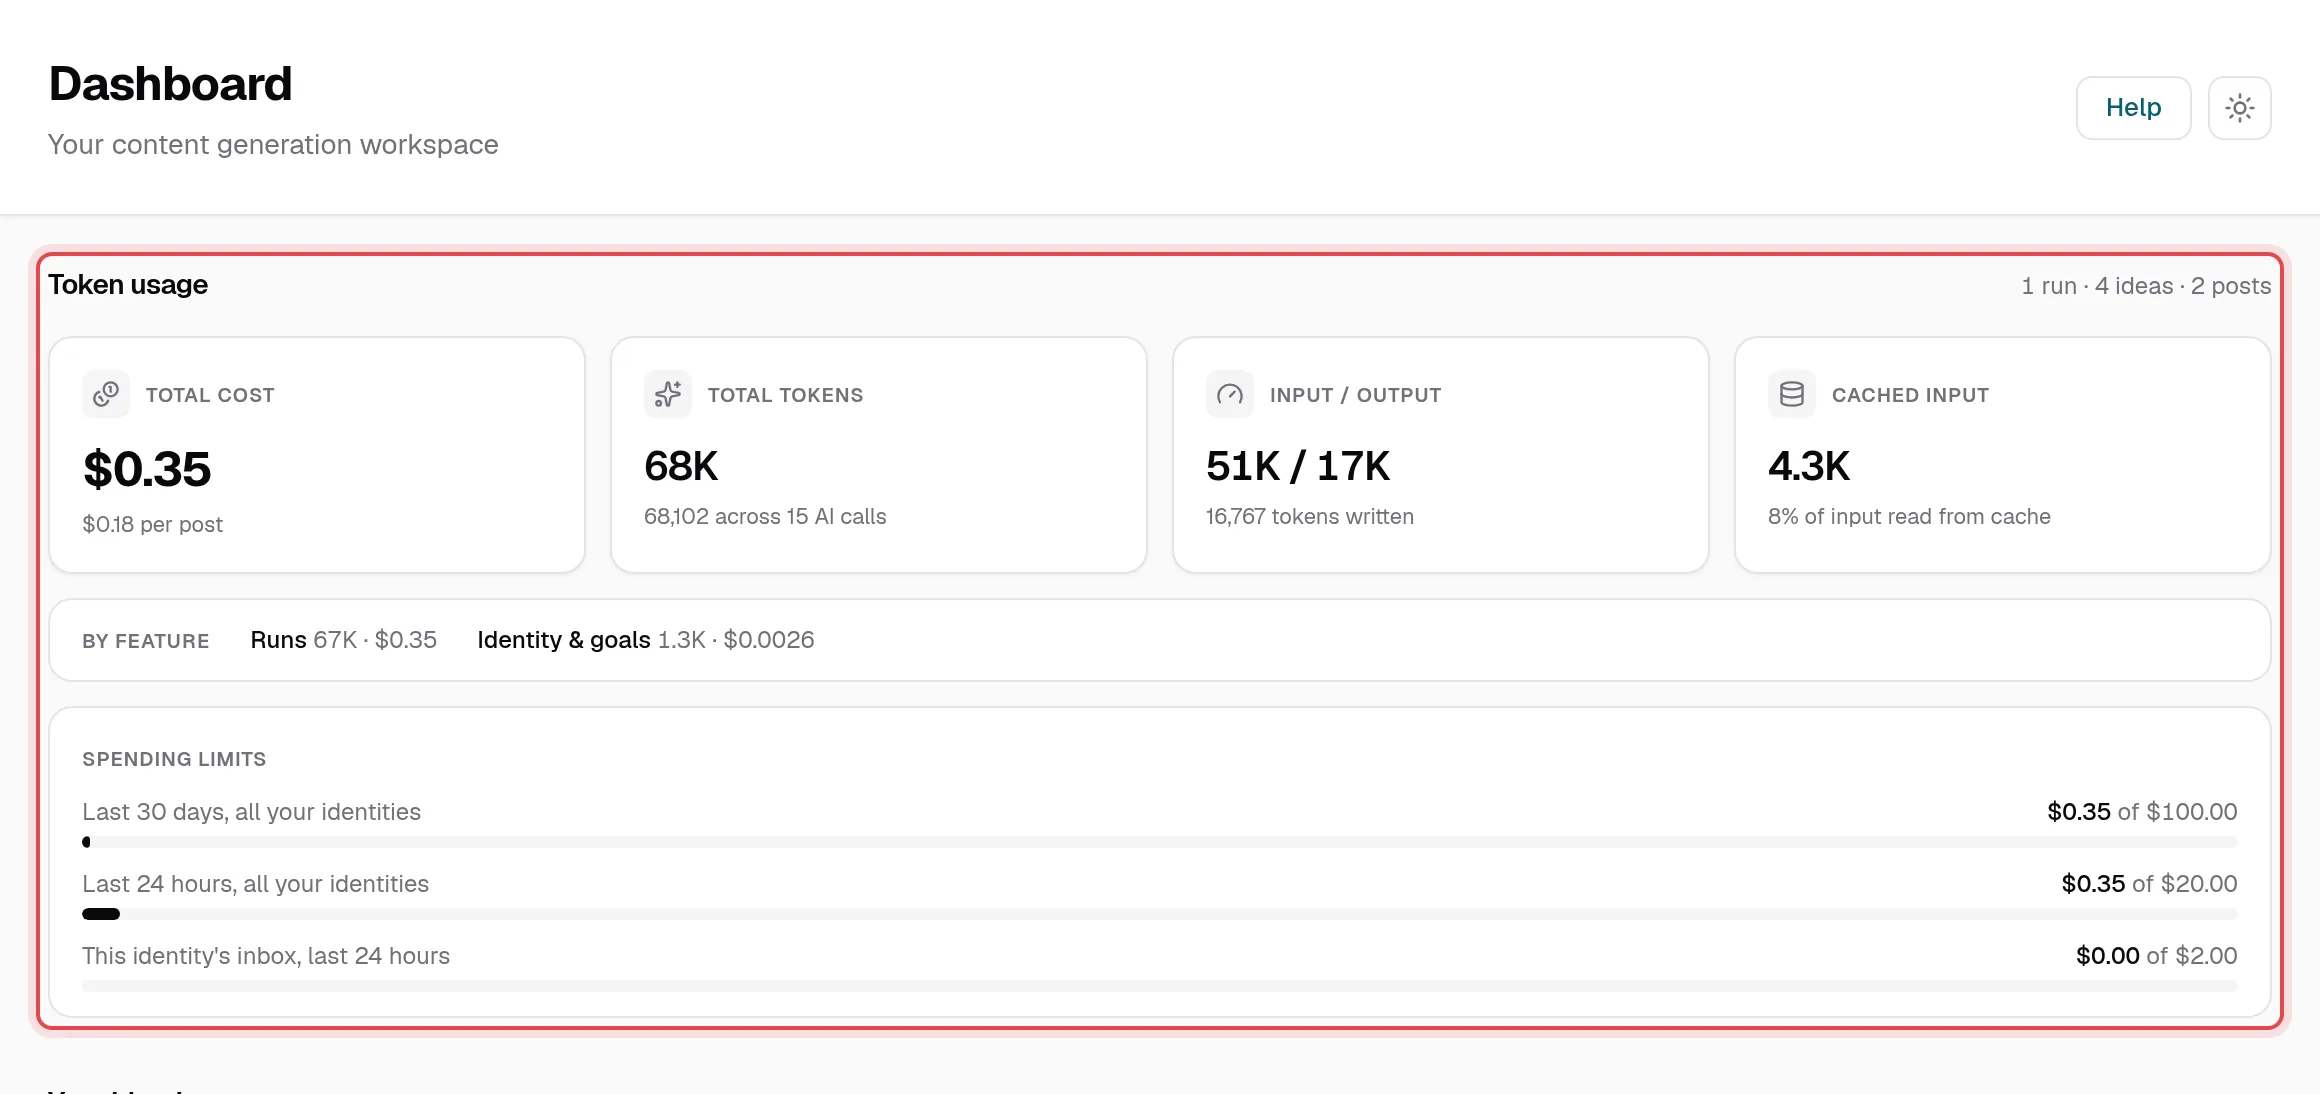 Dashboard
Your content generation workspace
Help
Token usage
1 run · 4 ideas · 2 posts
TOTAL COST
$0.35
$0.18 per post
TOTAL TOKENS
68K
68,102 across 15 AI calls
INPUT / OUTPUT
51K / 17K
16,767 tokens written
CACHED INPUT
4.3K
8% of input read from cache
BY FEATURE Runs 67K · $0.35 Identity & goals 1.3K · $0.0026
SPENDING LIMITS
Last 30 days, all your identities $0.35 of $100.00
Last 24 hours, all your identities $0.35 of $20.00
This identity's inbox, last 24 hours $0.00 of $2.00